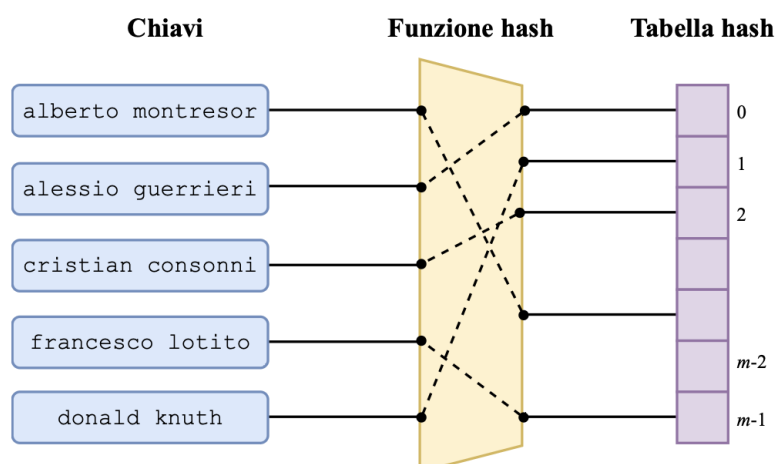 Chiavi
Funzione hash
Tabella hash
alberto montresor
alessio guerrieri
cristian consonni
francesco lotito
donald knuth
0
1
2
m-2
m-1